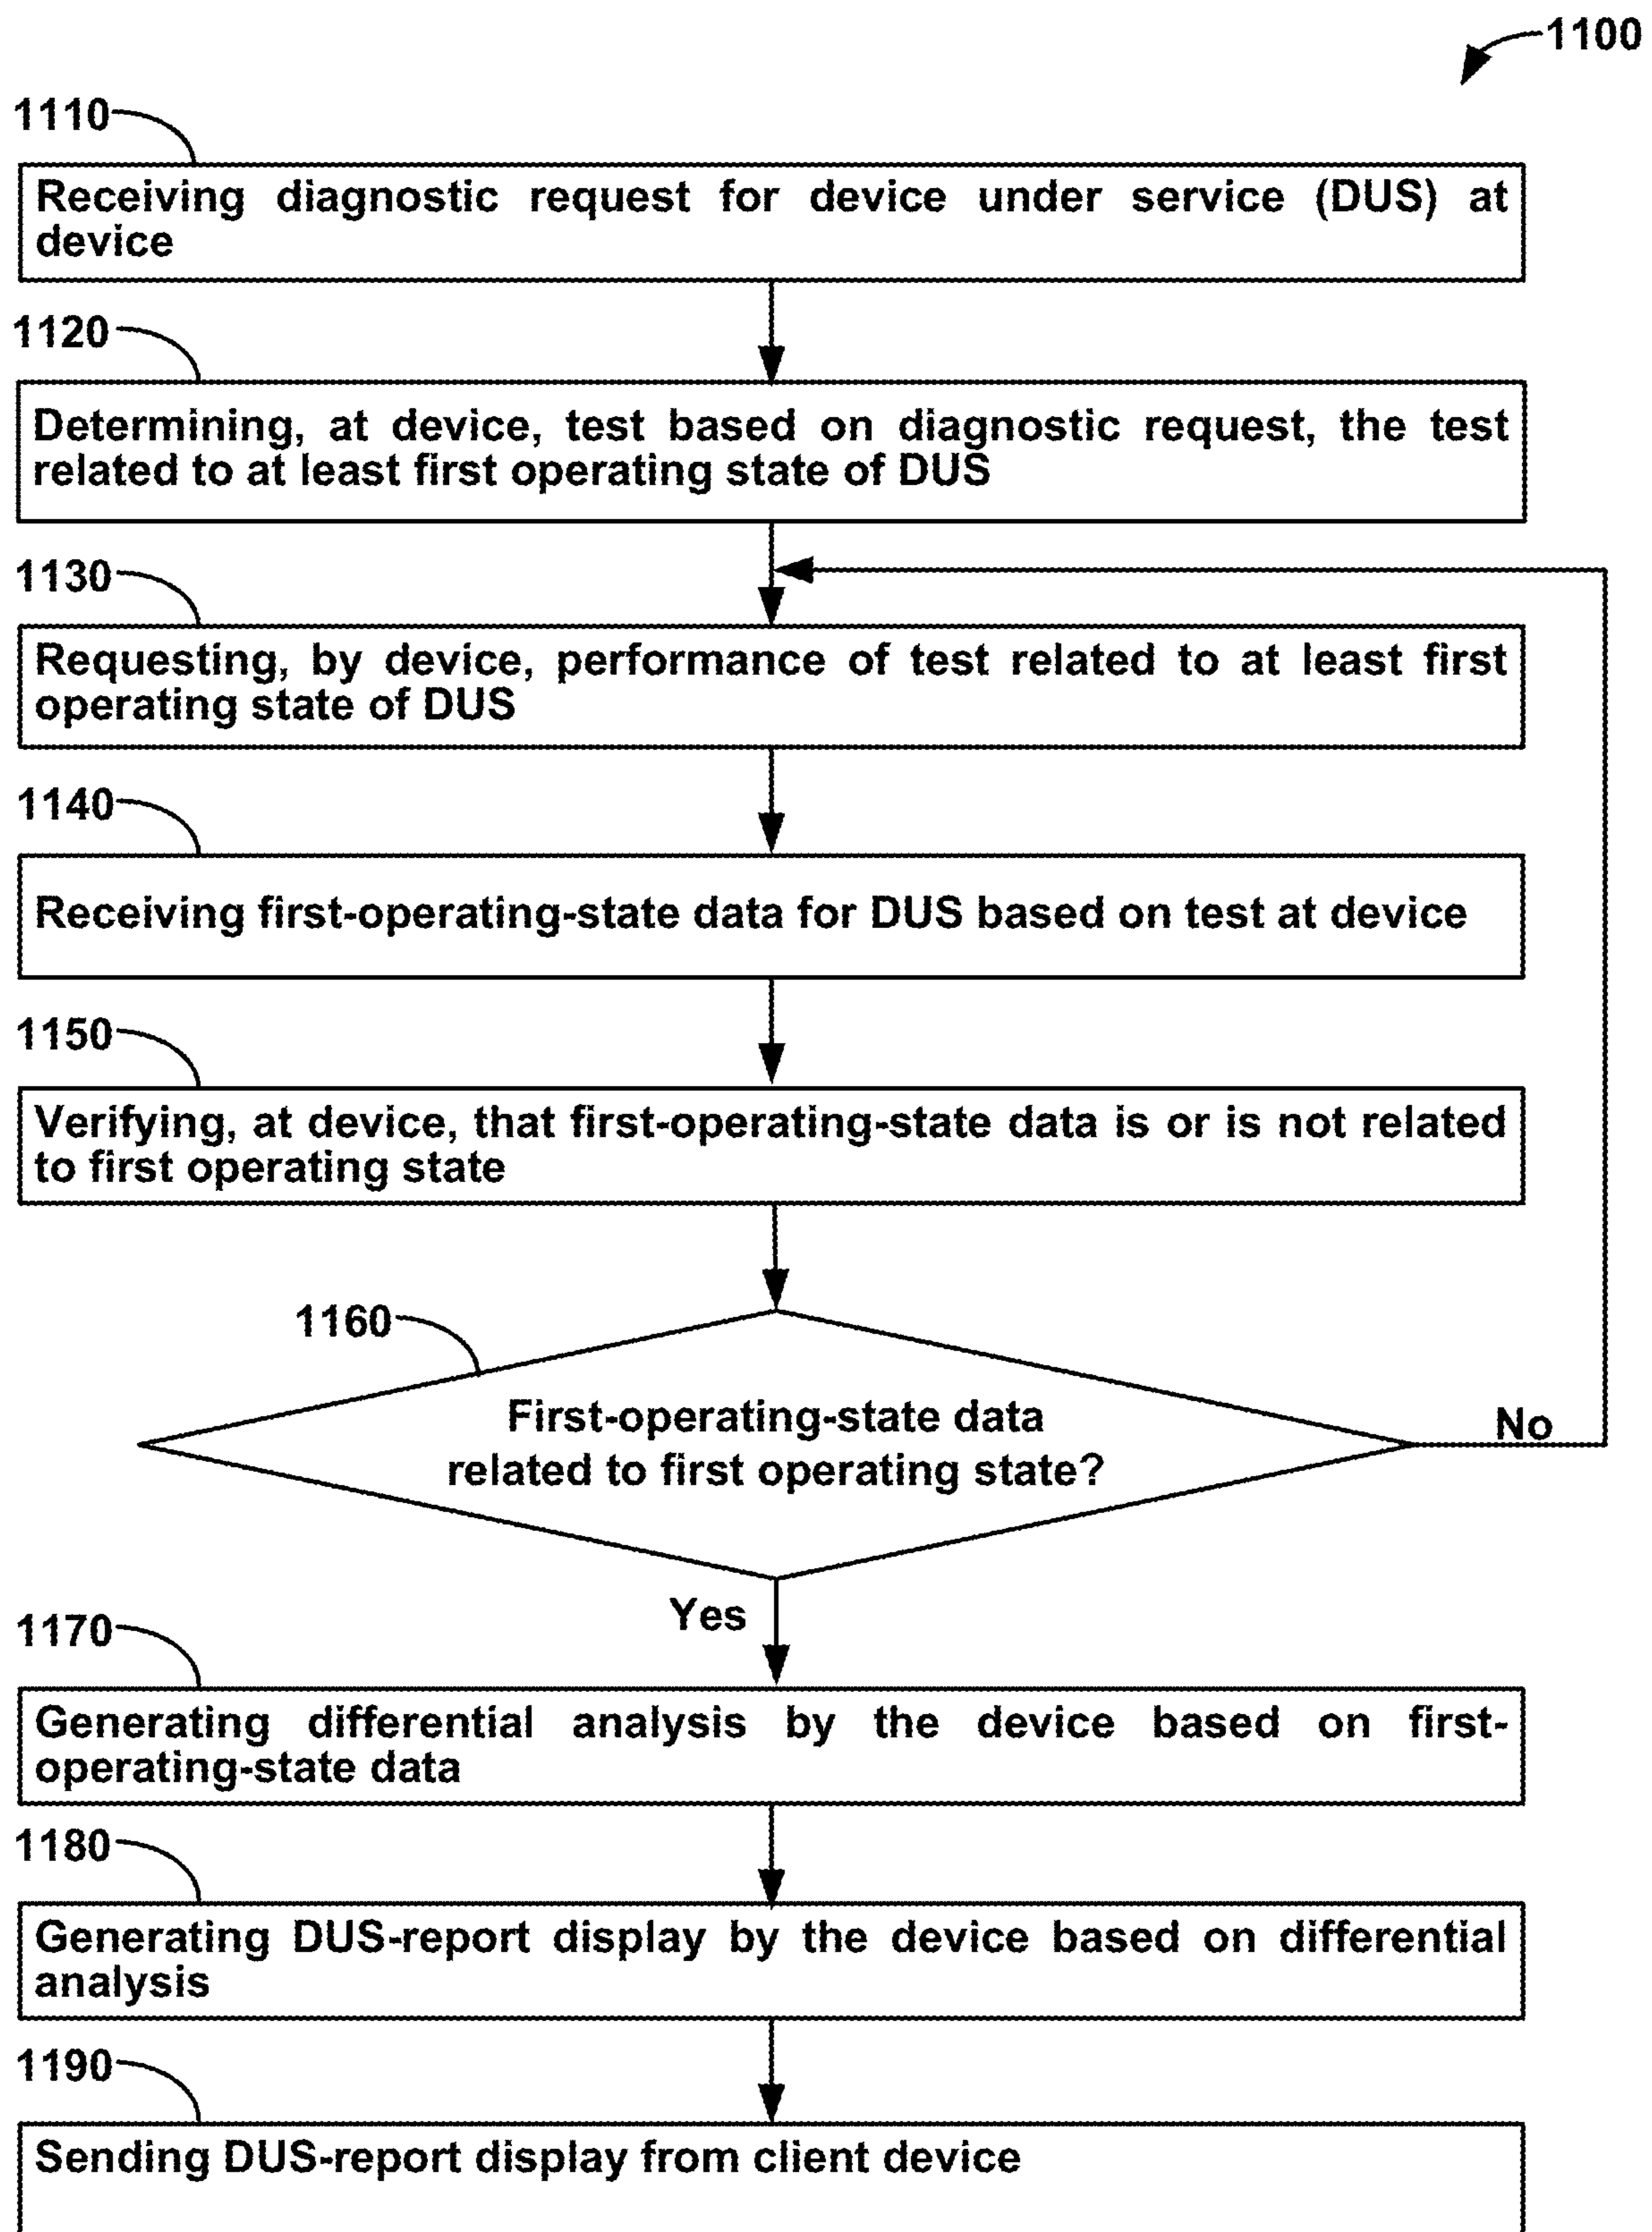 1100
1110
Receiving diagnostic request for device under service (DUS) at
device
1120
Determining, at device, test based on diagnostic request, the test
related to at least first operating state of DUS
1130
Requesting, by device, performance of test related to at least first
operating state of DUS
1140
Receiving first-operating-state data for DUS based on test at device
1150
Verifying, at device, that first-operating-state data is or is not related
to first operating state
1160
First-operating-state data
related to first operating state?
No
Yes
1170
Generating differential analysis by the device based on first-
operating-state data
1180
Generating DUS-report display by the device based on differential
analysis
1190
Sending DUS-report display from client device